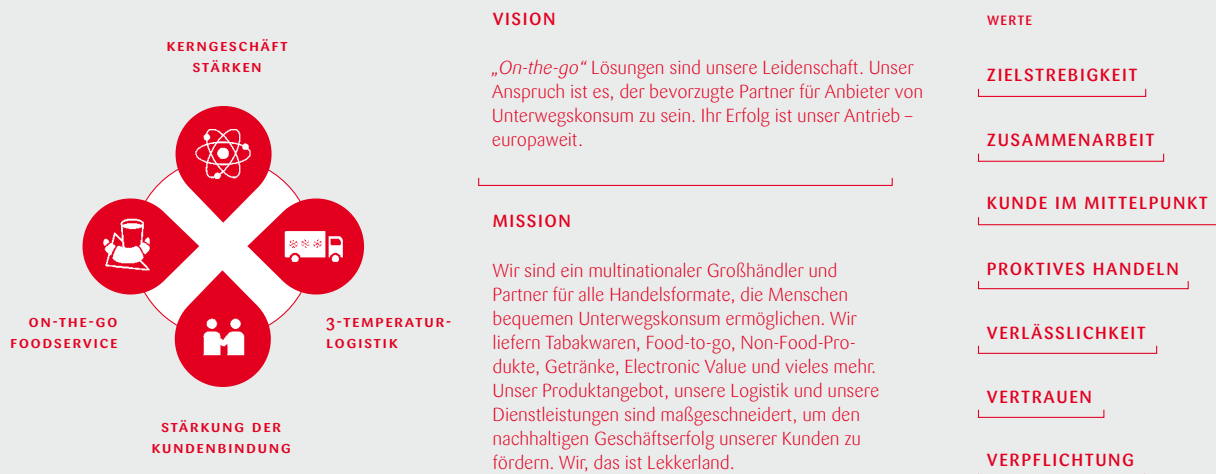 KERNGESCHÄFT
STÄRKEN
ON-THE-GO
FOODSERVICE
3-TEMPERATUR-
LOGISTIK
STÄRKUNG DER
KUNDENBINDUNG
VISION
„On-the-go“ Lösungen sind unsere Leidenschaft. Unser
Anspruch ist es, der bevorzugte Partner für Anbieter von
Unterwegskonsum zu sein. Ihr Erfolg ist unser Antrieb –
europaweit.
MISSION
Wir sind ein multinationaler Großhändler und
Partner für alle Handelsformate, die Menschen
bequemen Unterwegskonsum ermöglichen. Wir
liefern Tabakwaren, Food-to-go, Non-Food-Pro-
dukte, Getränke, Electronic Value und vieles mehr.
Unser Produktangebot, unsere Logistik und unsere
Dienstleistungen sind maßgeschneidert, um den
nachhaltigen Geschäftserfolg unserer Kunden zu
fördern. Wir, das ist Lekkerland.
WERTE
ZIELSTREBIGKEIT
ZUSAMMENARBEIT
KUNDE IM MITTELPUNKT
PROKTIVES HANDELN
VERLÄSSLICHKEIT
VERTRAUEN
VERPFLICHTUNG